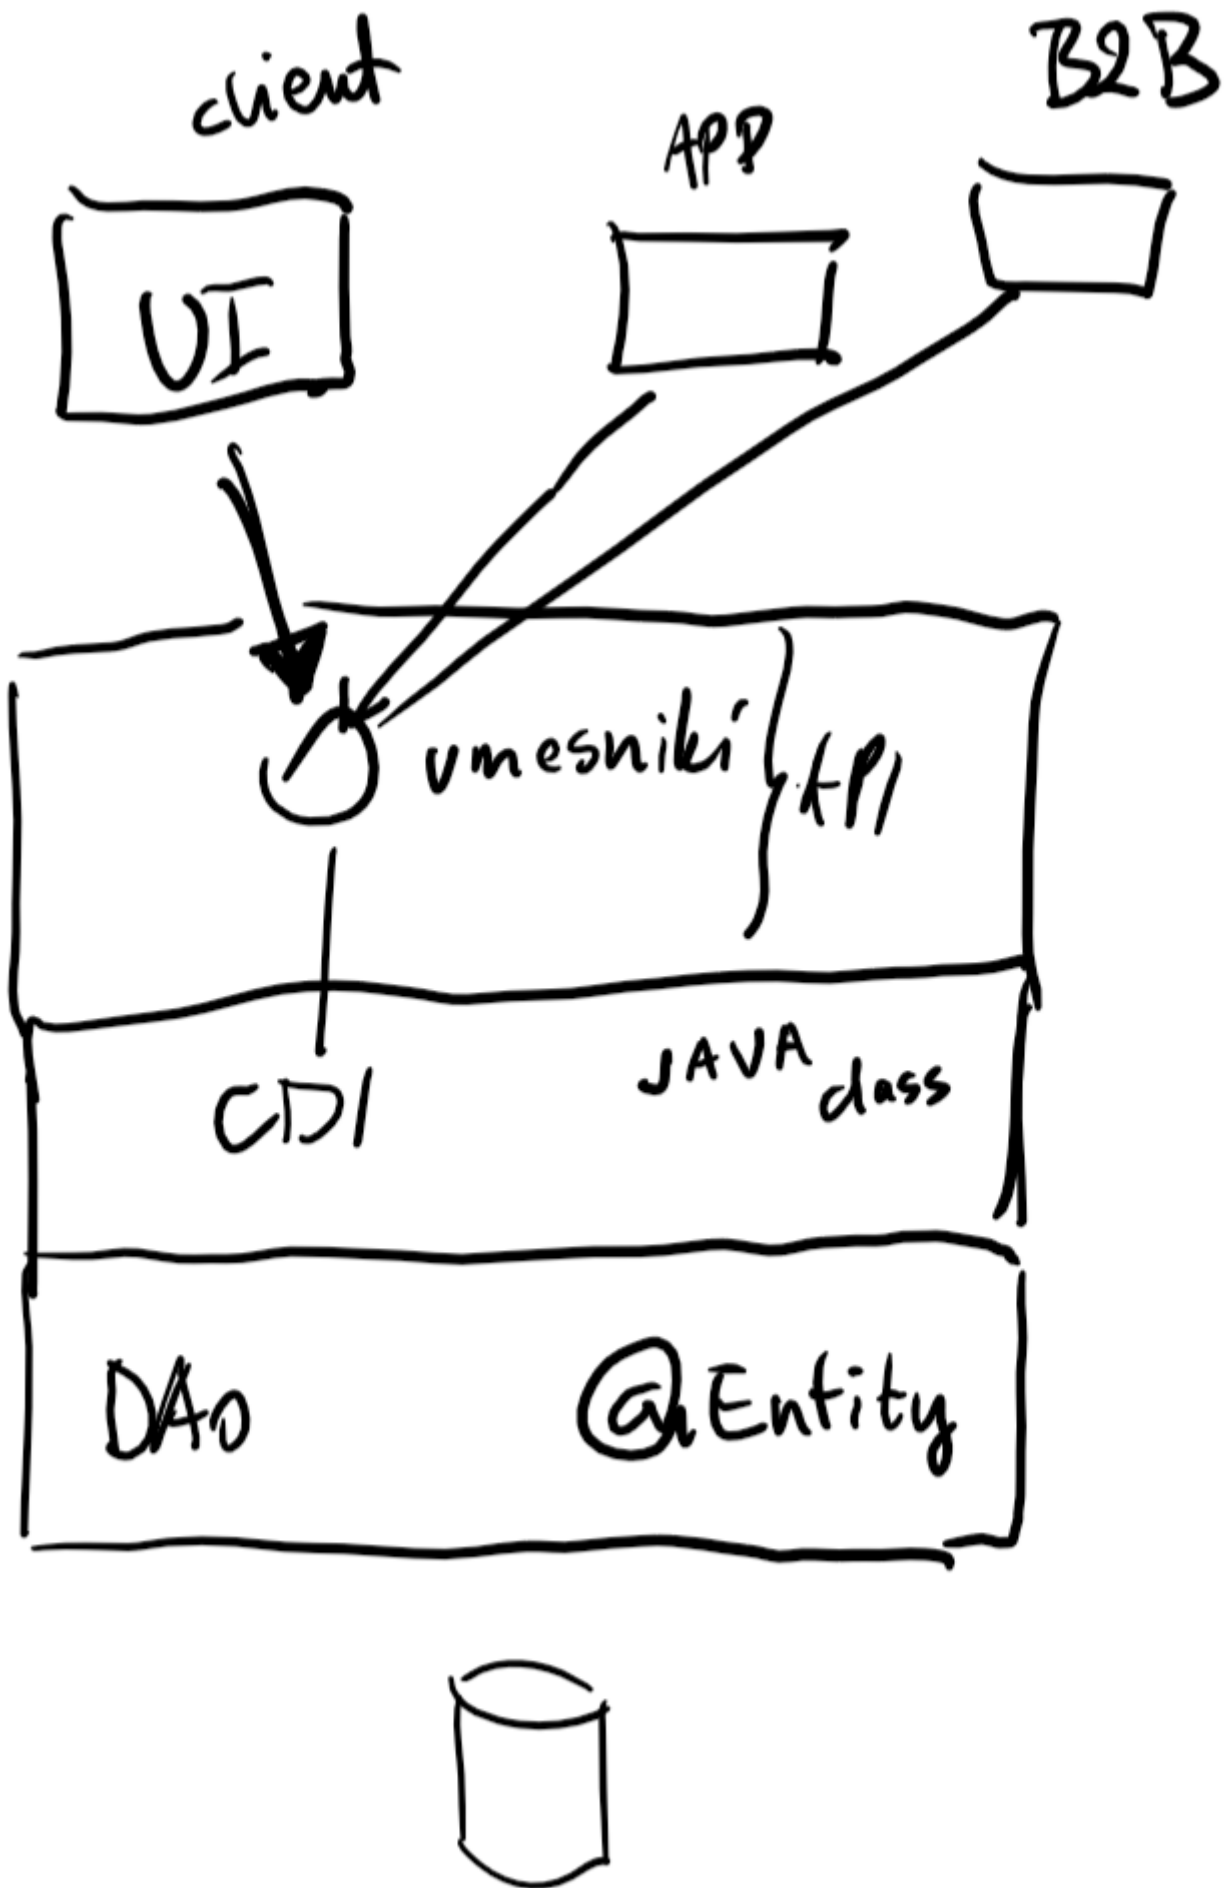 client
APP
B2B
UI
vmesniki
API
CDI
JAVA class
DAO
@Entity